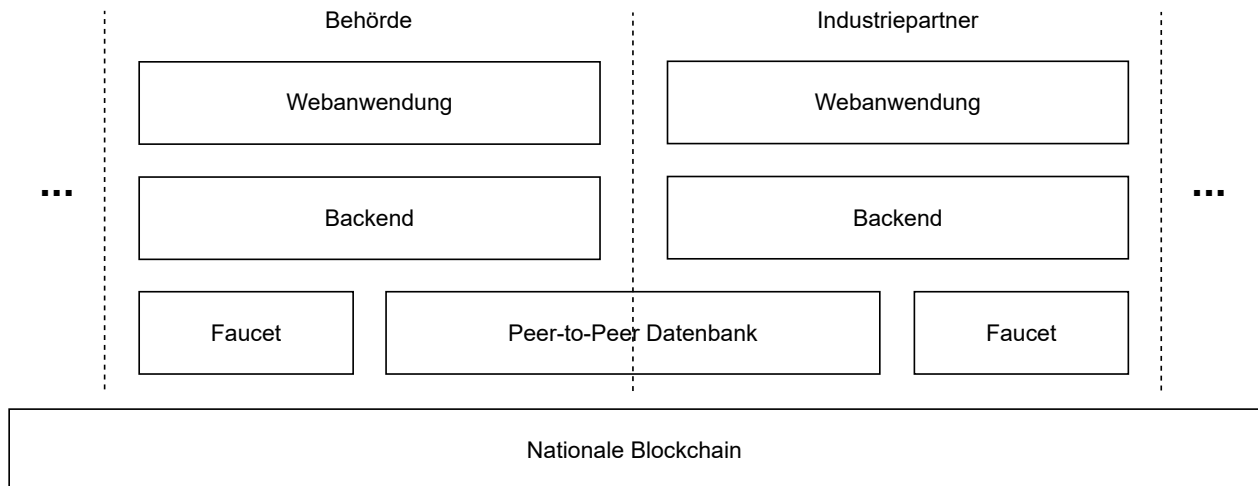 Behörde
Industriepartner
Webanwendung
Webanwendung
...
...
Backend
Backend
Faucet
Peer-to-Peer Datenbank
Faucet
Nationale Blockchain